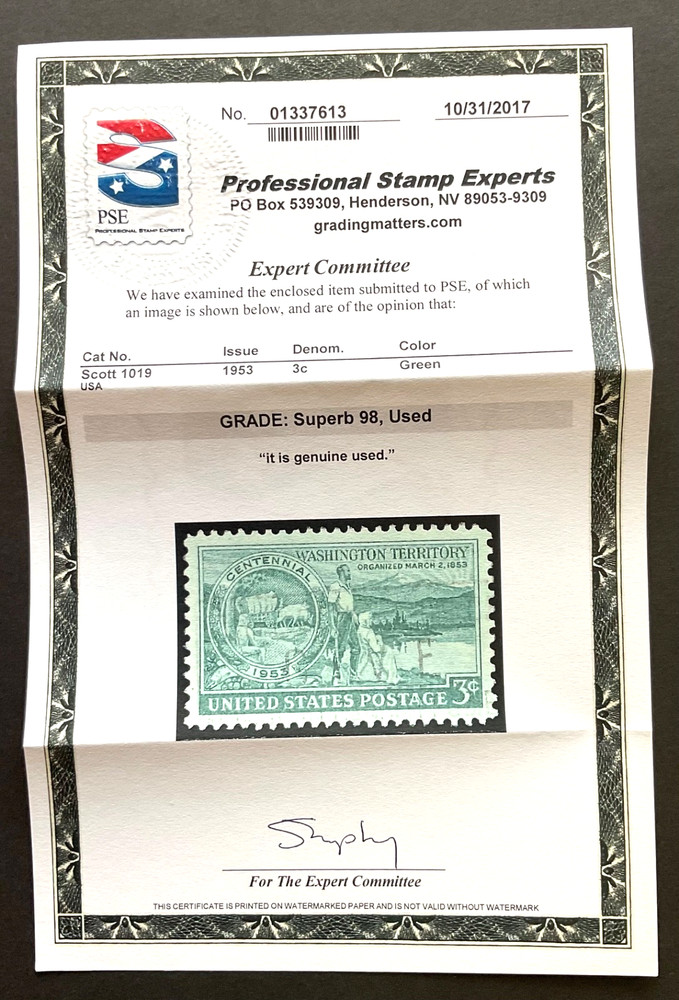 No. 01337613
10/31/2017
PSE
PROFESSIONAL STAMP EXPERTS
Professional Stamp Experts
PO Box 539309, Henderson, NV 89053-9309
gradingmatters.com
Expert Committee
We have examined the enclosed item submitted to PSE, of which
an image is shown below, and are of the opinion that:
Cat No. Issue Denom. Color
Scott 1019 1953 3c Green
USA
GRADE: Superb 98, Used
“it is genuine used.”
WASHINGTON TERRITORY
ORGANIZED MARCH 2, 1853
CENTENNIAL
1953
UNITED STATES POSTAGE 3¢
For The Expert Committee
THIS CERTIFICATE IS PRINTED ON WATERMARKED PAPER AND IS NOT VALID WITHOUT WATERMARK